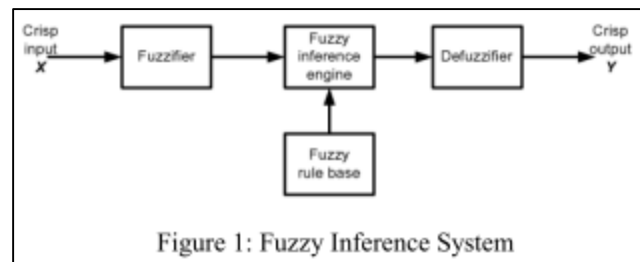 Crisp
input
X
Fuzzifier
Fuzzy
inference
engine
Defuzzifier
Crisp
output
Y
Fuzzy
rule base
Figure 1: Fuzzy Inference System